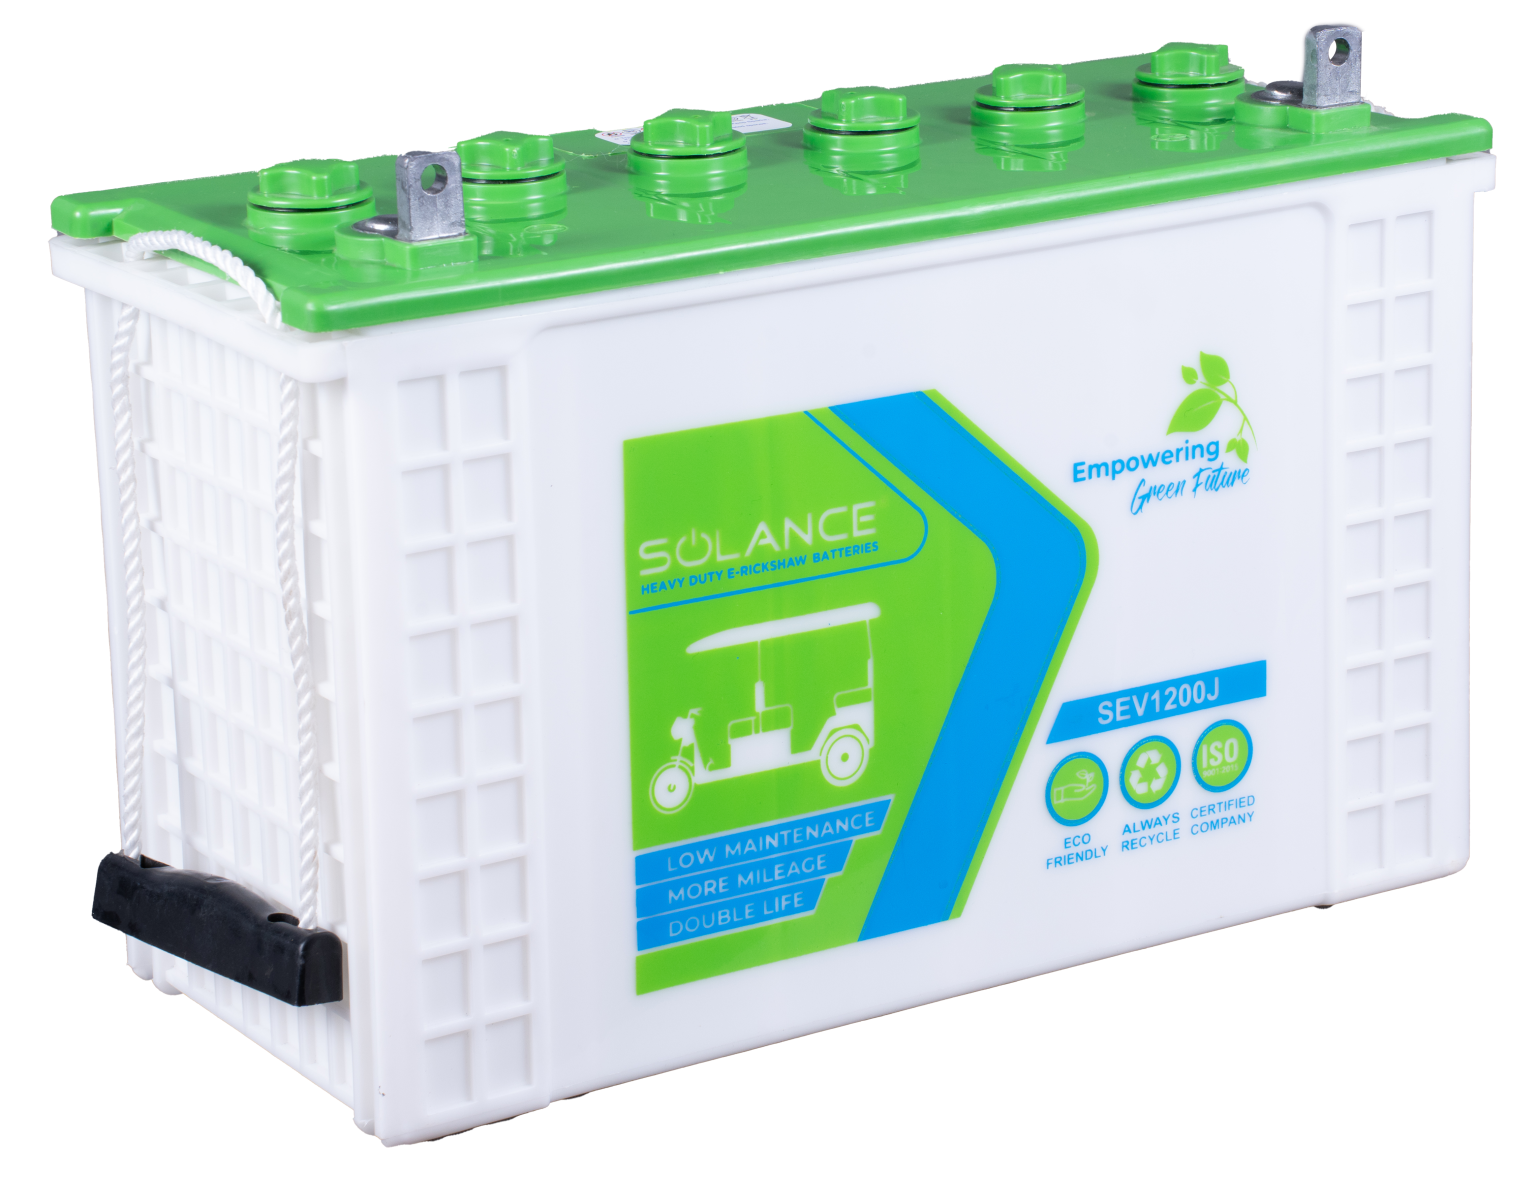 SOLANCE
HEAVY DUTY E-RICKSHAW BATTERIES
LOW MAINTENANCE
MORE MILEAGE
DOUBLE LIFE
Empowering
Green Future
SEV1200J
ECO
FRIENDLY
ALWAYS
RECYCLE
ISO
CERTIFIED
COMPANY